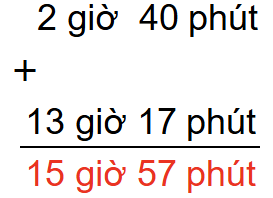 2 giờ 40 phút
+
13 giờ 17 phút
15 giờ 57 phút